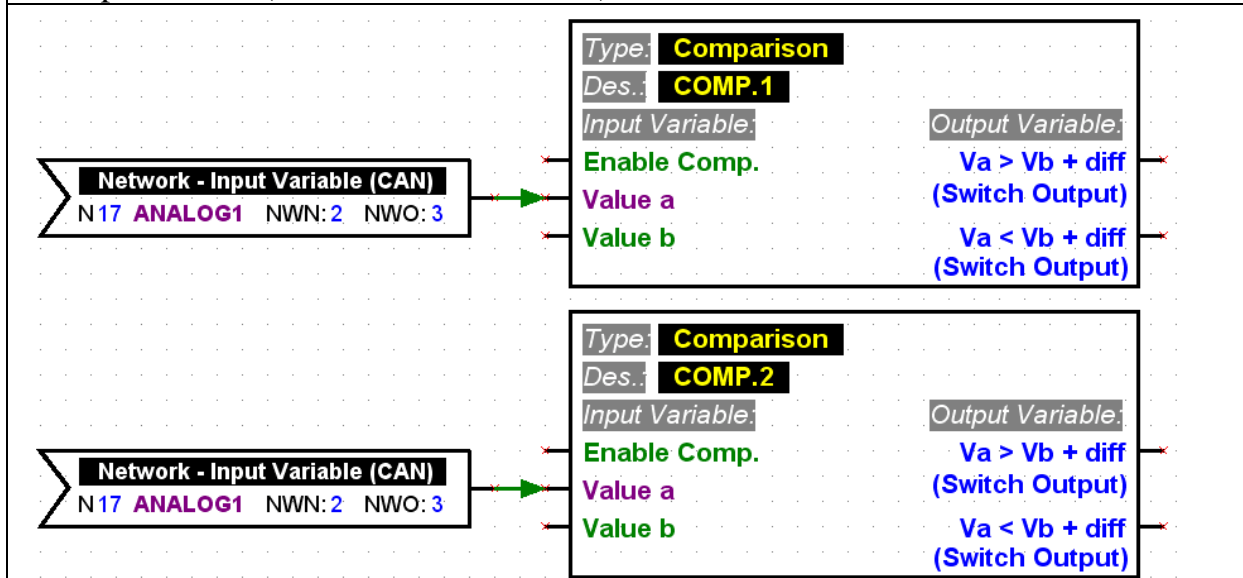 Type: Comparison
Des.: COMP.1
Input Variable: Output Variable:
Enable Comp. Va > Vb + diff
(Switch Output)
Value a
Value b Va < Vb + diff
(Switch Output)
Network - Input Variable (CAN)
N 17 ANALOG1 NWN: 2 NWO: 3
Type: Comparison
Des.: COMP.2
Input Variable: Output Variable:
Enable Comp. Va > Vb + diff
(Switch Output)
Value a
Value b Va < Vb + diff
(Switch Output)
Network - Input Variable (CAN)
N 17 ANALOG1 NWN: 2 NWO: 3